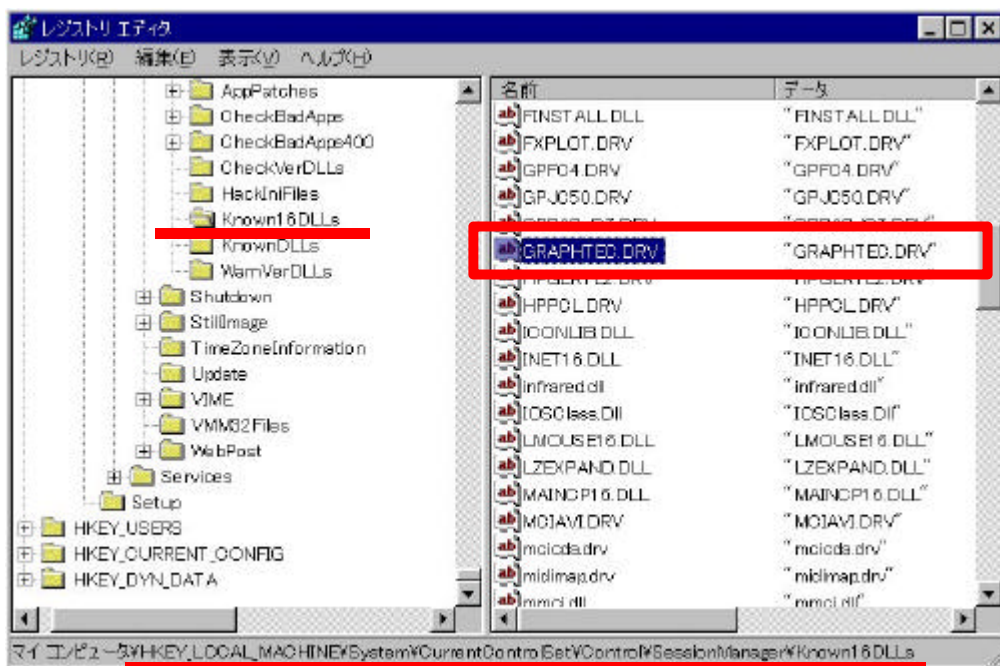 レジストリ エディタ
レジストリ(R) 編集(E) 表示(V) ヘルプ(H)
AppPatches
CheckBadApps
CheckBadApps400
CheckVerDLLs
HackIniFiles
Known16DLLs
KnownDLLs
WarnVerDLLs
Shutdown
StillImage
TimeZoneInformation
Update
VIME
VMM32Files
WebPost
Services
Setup
HKEY_USERS
HKEY_CURRENT_CONFIG
HKEY_DYN_DATA
名前 データ
FINSTALL.DLL "FINSTALL.DLL"
FXPLOT.DRV "FXPLOT.DRV"
GPFC4.DRV "GPFC4.DRV"
GPJC50.DRV "GPJC50.DRV"
GRAPHTEC.DRV "GRAPHTEC.DRV"
HPPCL.DRV "HPPCL.DRV"
ICONLIB.DLL "ICONLIB.DLL"
INET16.DLL "INET16.DLL"
infrared.dll "infrared.dll"
IOSClass.Dll "IOSClass.Dll"
LMOUSE16.DLL "LMOUSE16.DLL"
LZEXPAND.DLL "LZEXPAND.DLL"
MAINCP16.DLL "MAINCP16.DLL"
MCIAVI.DRV "MCIAVI.DRV"
mcicda.drv "mcicda.drv"
midimap.drv "midimap.drv"
mmci.dll "mmci.dll"
マイ コンピュータ¥HKEY_LOCAL_MACHINE¥System¥CurrentControlSet¥Control¥SessionManager¥Known16DLLs